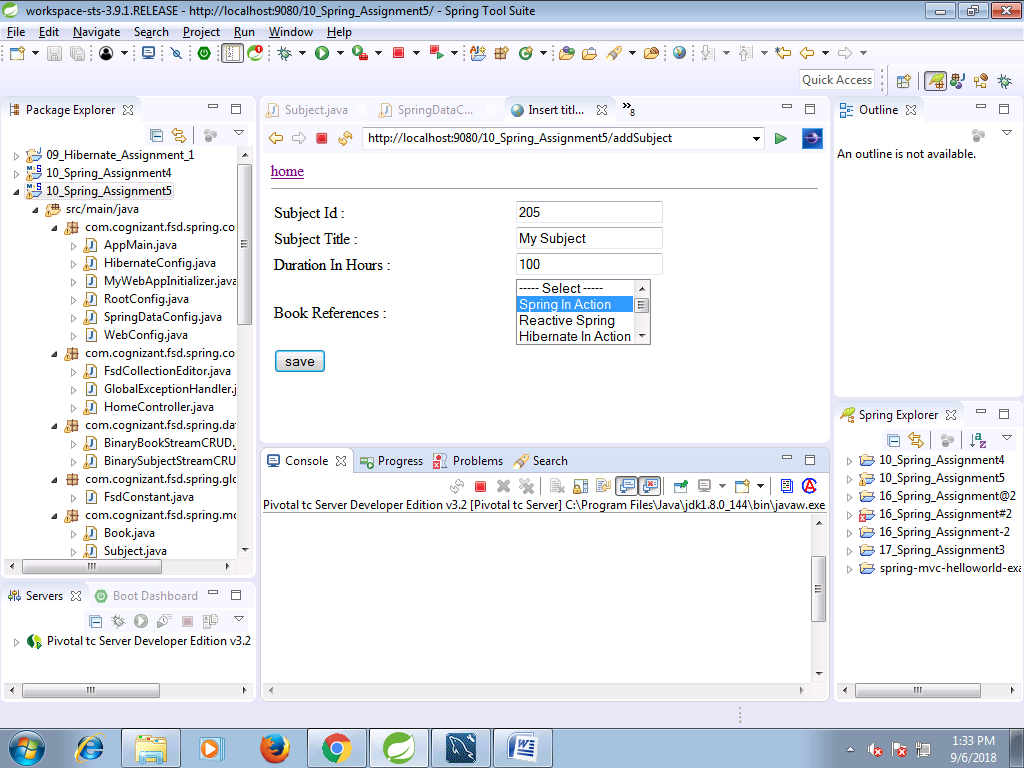 workspace-sts-3.9.1.RELEASE - http://localhost:9080/10_Spring_Assignment5/ - Spring Tool Suite
File Edit Navigate Search Project Run Window Help
Quick Access
Package Explorer
09_Hibernate_Assignment_1
10_Spring_Assignment4
10_Spring_Assignment5
src/main/java
com.cognizant.fsd.spring.co
AppMain.java
HibernateConfig.java
MyWebAppInitializer.java
RootConfig.java
SpringDataConfig.java
WebConfig.java
com.cognizant.fsd.spring.co
FsdCollectionEditor.java
GlobalExceptionHandler.j
HomeController.java
com.cognizant.fsd.spring.da
BinaryBookStreamCRUD.
BinarySubjectStreamCRU
com.cognizant.fsd.spring.glo
FsdConstant.java
com.cognizant.fsd.spring.mo
Book.java
Subject.java
Servers Boot Dashboard
Pivotal tc Server Developer Edition v3.2
Subject.java SpringDataC... Insert titl... »8
http://localhost:9080/10_Spring_Assignment5/addSubject
home
Subject Id : 205
Subject Title : My Subject
Duration In Hours : 100
Book References :
----- Select -----
Spring In Action
Reactive Spring
Hibernate In Action
save
Console Progress Problems Search
Pivotal tc Server Developer Edition v3.2 [Pivotal tc Server] C:\Program Files\Java\jdk1.8.0_144\bin\javaw.exe
Outline
An outline is not available.
Spring Explorer
10_Spring_Assignment4
10_Spring_Assignment5
16_Spring_Assignment@2
16_Spring_Assignment#2
16_Spring_Assignment-2
17_Spring_Assignment3
spring-mvc-helloworld-exa
1:33 PM
9/6/2018